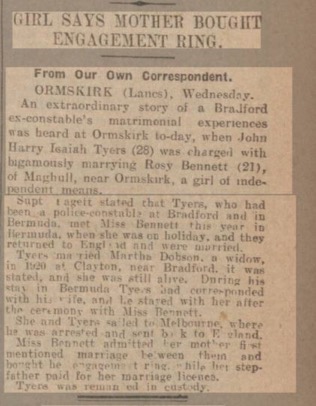 GIRL SAYS MOTHER BOUGHT
ENGAGEMENT RING.
From Our Own Correspondent.
ORMSKIRK (Lancs), Wednesday.
An extraordinary story of a Bradford
ex-constable's matrimonial experiences
was heard at Ormskirk to-day, when John
Harry Isaiah Tyers (28) was charged with
bigamously marrying Rosy Bennett (21),
of Maghull, near Ormskirk, a girl of inde-
pendent means.
Supt stated that Tyers, who had
been a police-constable at Bradford and in
Bermuda, met Miss Bennett this year in
Bermuda, when she was on holiday, and they
returned to England and were married.
Tyers married Martha Dobson, a widow,
in 1920 at Clayton, near Bradford, it was
stated, and she was still alive. During his
stay in Bermuda Tyers had corresponded
with his wife, and he stayed with her after
the ceremony with Miss Bennett.
She and Tyers sailed to Melbourne, where
he was arrested and sent back to England.
Miss Bennett admitted her mother first
mentioned marriage between them and
bought the engagement ring, while her step-
father paid for her marriage licence.
Tyers was remanded in custody.